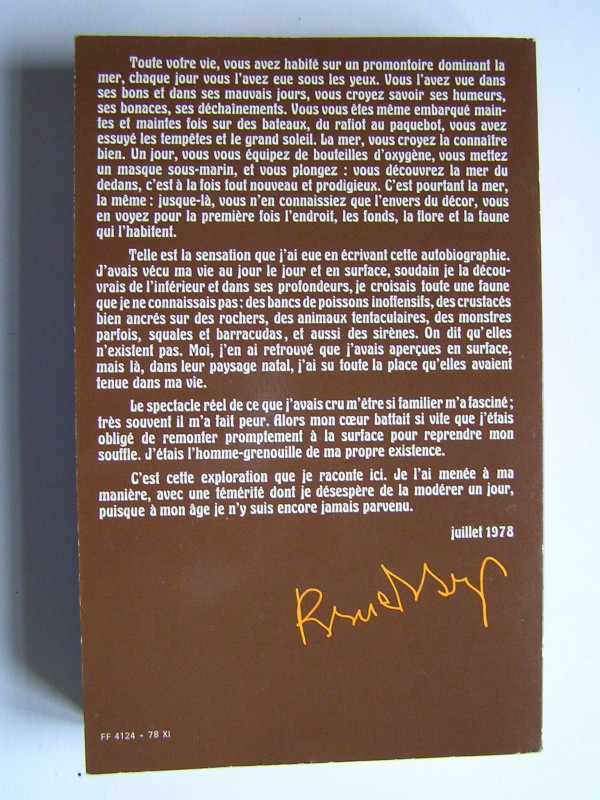 Toute votre vie, vous avez habité sur un promontoire dominant la
mer, chaque jour vous l'avez eue sous les yeux. Vous l'avez vue dans
ses bons et dans ses mauvais jours, vous croyez savoir ses humeurs,
ses bonaces, ses déchaînements. Vous vous êtes même embarqué main-
tes et maintes fois sur des bateaux, du rafiot au paquebot, vous avez
essuyé les tempêtes et le grand soleil. La mer, vous croyez la connaître
bien. Un jour, vous vous équipez de bouteilles d'oxygène, vous mettez
un masque sous-marin, et vous plongez : vous découvrez la mer du
dedans, c'est à la fois tout nouveau et prodigieux. C'est pourtant la mer,
la même : jusque-là, vous n'en connaissiez que l'envers du décor, vous
en voyez pour la première fois l'endroit, les fonds, la flore et la faune
qui l'habitent.
Telle est la sensation que j'ai eue en écrivant cette autobiographie.
J'avais vécu ma vie au jour le jour et en surface, soudain je la décou-
vrais de l'intérieur et dans ses profondeurs, je croisais toute une faune
que je ne connaissais pas : des bancs de poissons inoffensifs, des crustacés
bien ancrés sur des rochers, des animaux tentaculaires, des monstres
parfois, squales et barracudas, et aussi des sirènes. On dit qu'elles
n'existent pas. Moi, j'en ai retrouvé que j'avais aperçues en surface,
mais là, dans leur paysage natal, j'ai su toute la place qu'elles avaient
tenue dans ma vie.
Le spectacle réel de ce que j'avais cru m'être si familier m'a fasciné ;
très souvent il m'a fait peur. Alors mon cœur battait si vite que j'étais
obligé de remonter promptement à la surface pour reprendre mon
souffle. J'étais l'homme-grenouille de ma propre existence.
C'est cette exploration que je raconte ici. Je l'ai menée à ma
manière, avec une témérité dont je désespère de la modérer un jour,
puisque à mon âge je n'y suis encore jamais parvenu.
juillet 1978
FF 4124 - 78 XI